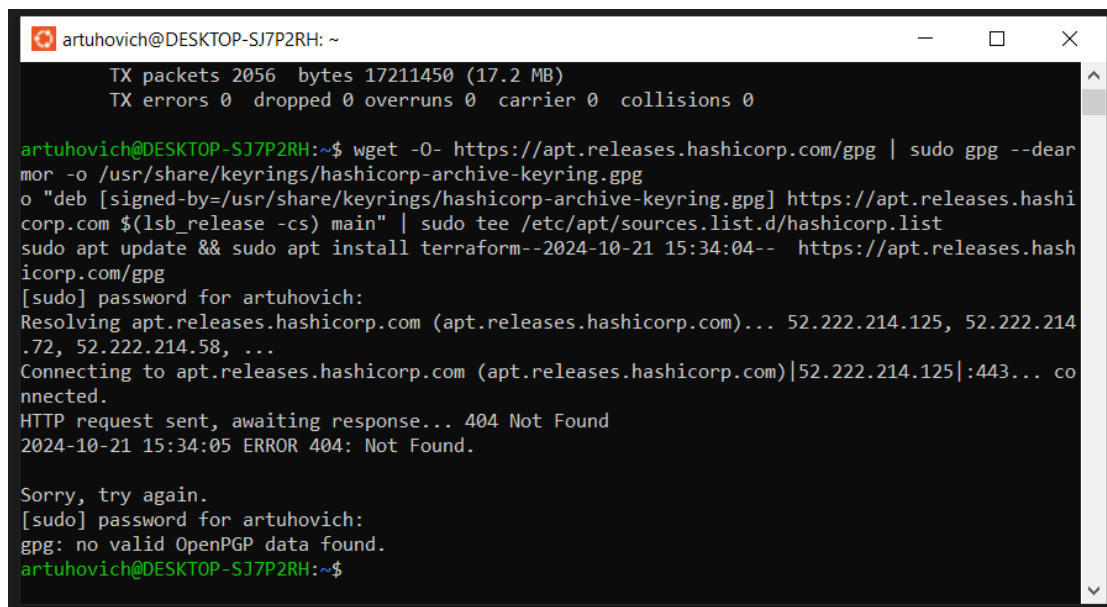 artuhovich@DESKTOP-SJ7P2RH: ~
TX packets 2056  bytes 17211450 (17.2 MB)
TX errors 0  dropped 0 overruns 0  carrier 0  collisions 0
artuhovich@DESKTOP-SJ7P2RH:~$ wget -O- https://apt.releases.hashicorp.com/gpg | sudo gpg --dear
mor -o /usr/share/keyrings/hashicorp-archive-keyring.gpg
o "deb [signed-by=/usr/share/keyrings/hashicorp-archive-keyring.gpg] https://apt.releases.hashi
corp.com $(lsb_release -cs) main" | sudo tee /etc/apt/sources.list.d/hashicorp.list
sudo apt update && sudo apt install terraform--2024-10-21 15:34:04--  https://apt.releases.hash
icorp.com/gpg
[sudo] password for artuhovich:
Resolving apt.releases.hashicorp.com (apt.releases.hashicorp.com)... 52.222.214.125, 52.222.214
.72, 52.222.214.58, ...
Connecting to apt.releases.hashicorp.com (apt.releases.hashicorp.com)|52.222.214.125|:443... co
nnected.
HTTP request sent, awaiting response... 404 Not Found
2024-10-21 15:34:05 ERROR 404: Not Found.
Sorry, try again.
[sudo] password for artuhovich:
gpg: no valid OpenPGP data found.
artuhovich@DESKTOP-SJ7P2RH:~$